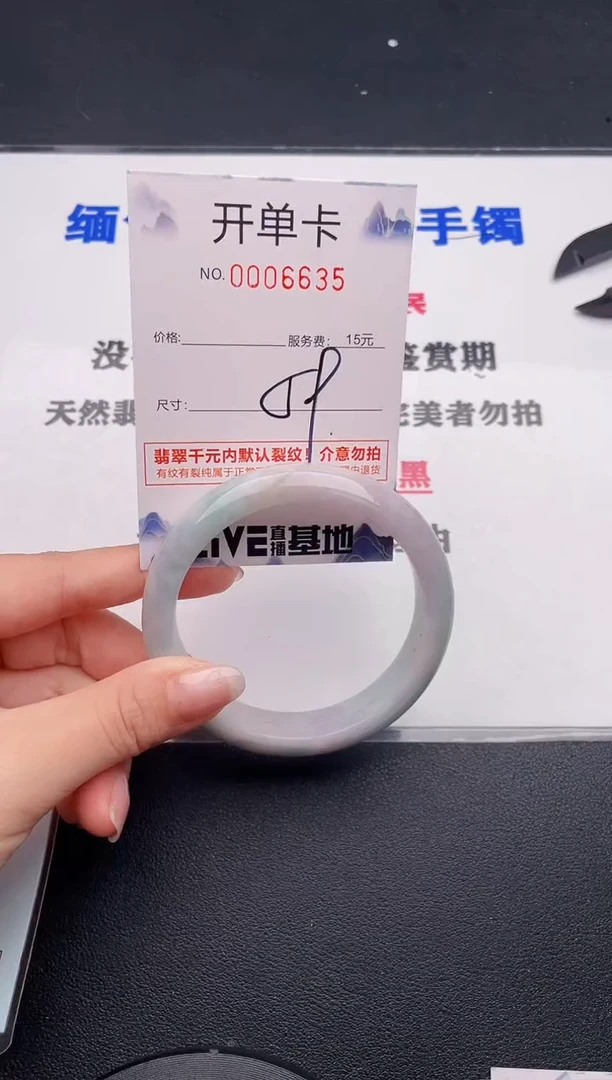 缅 手镯
开单卡
NO. 0006635
民
价格: 服务费: 15元
没 鉴赏期
尺寸:
天然翡 完美者勿拍
翡翠千元内默认裂纹! 介意勿拍
有纹有裂纯属于正常 退货
黑
LIVE直播基地
由